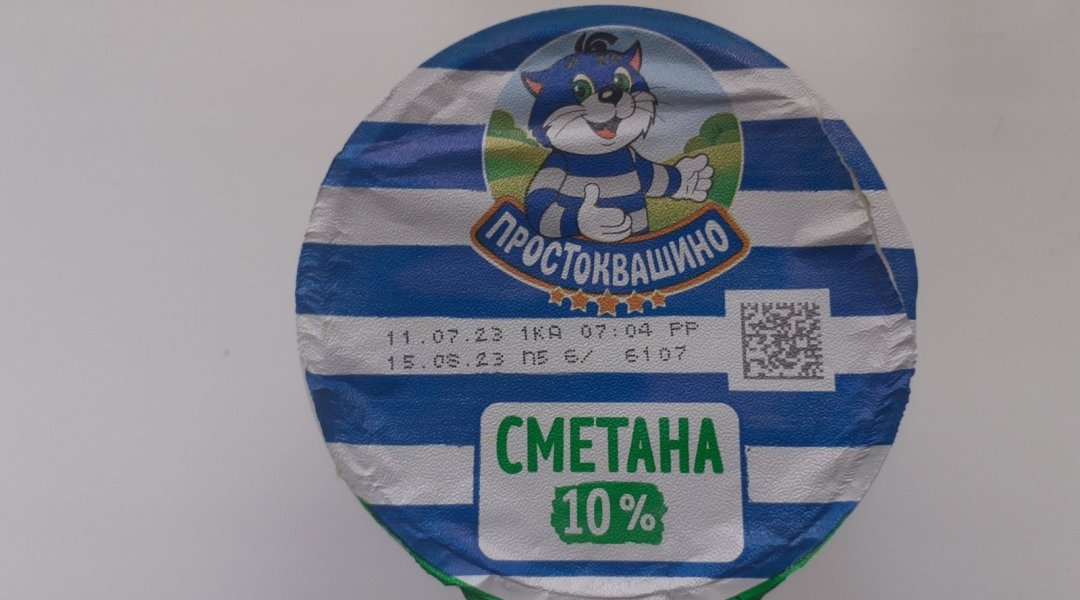 ПРОСТОКВАШИНО
11.07.23 1КА 07:04 РР
15.08.23 П5 6/ 6107
СМЕТАНА
10%